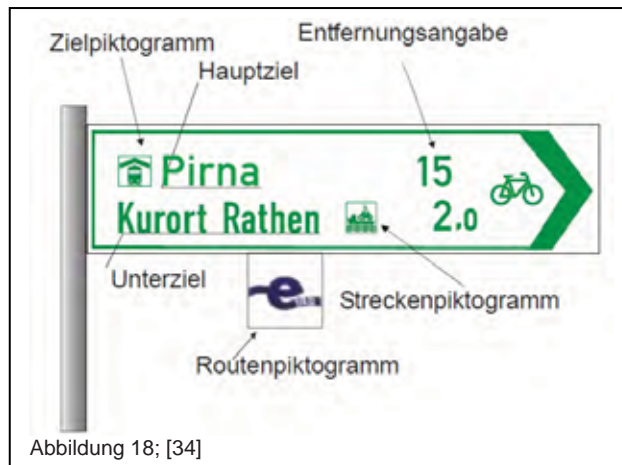 Zielpiktogramm
Hauptziel
Entfernungsangabe
Pirna 15
Kurort Rathen 2,0
Unterziel
Streckenpiktogramm
e
Routenpiktogramm
Abbildung 18; [34]